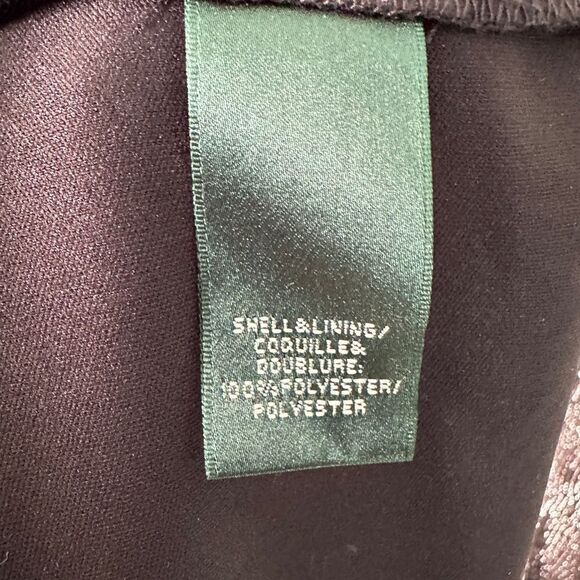 SHELL&LINING/
COQUILLE&
DOUBLURE:
100%POLYESTER/
POLYESTER